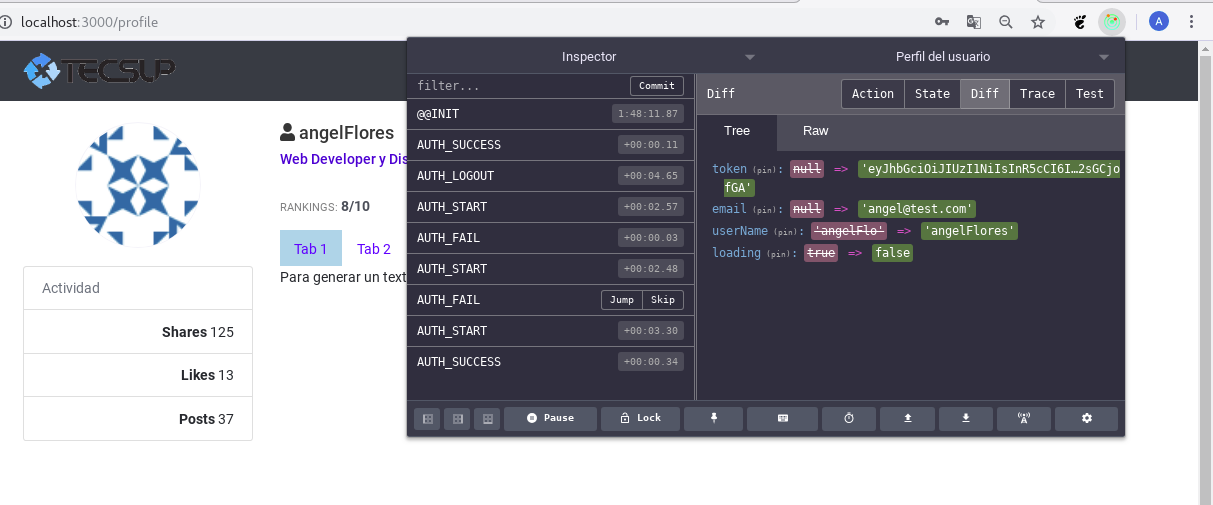 localhost:3000/profile
A
TECSUP
angelFlores
Web Developer y Dis
RANKINGS: 8/10
Tab 1 Tab 2
Para generar un text
Actividad
Shares 125
Likes 13
Posts 37
Inspector
Perfil del usuario
filter...
Commit
@@INIT 1:48:11.87
AUTH_SUCCESS +00:00.11
AUTH_LOGOUT +00:04.65
AUTH_START +00:02.57
AUTH_FAIL +00:00.03
AUTH_START +00:02.48
AUTH_FAIL Jump Skip
AUTH_START +00:03.30
AUTH_SUCCESS +00:00.34
Diff Action State Diff Trace Test
Tree Raw
token (pin): null => 'eyJhbGciOiJIUzI1NiIsInR5cCI6I…2sGCjo
fGA'
email (pin): null => 'angel@test.com'
userName (pin): 'angelFlo' => 'angelFlores'
loading (pin): true => false
Pause Lock